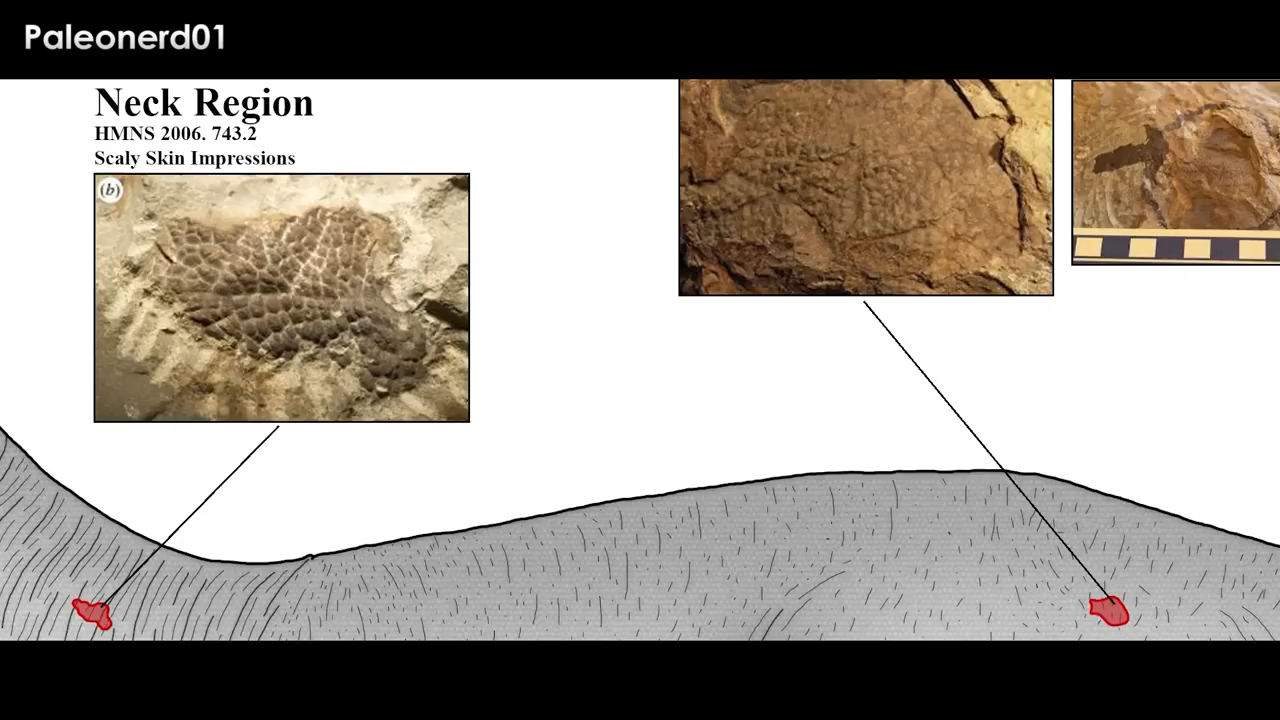 Paleonerd01
Neck Region
HMNS 2006. 743.2
Scaly Skin Impressions
(b)